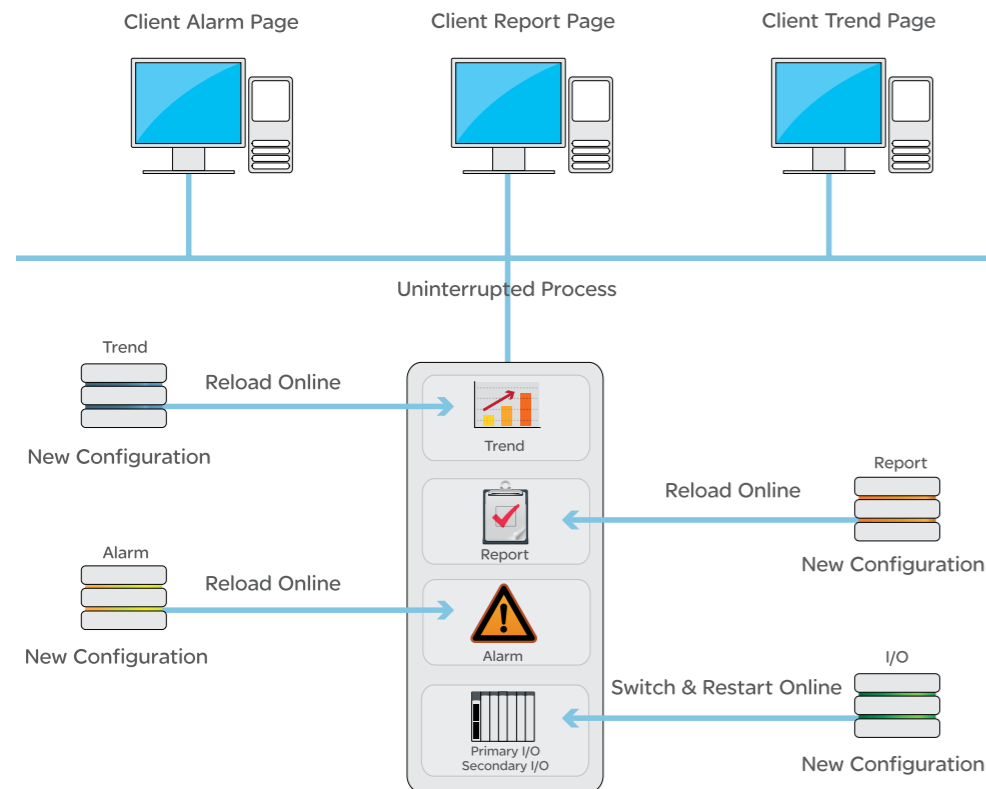 Client Alarm Page
Client Report Page
Client Trend Page
Uninterrupted Process
Trend
Reload Online
New Configuration
Trend
Report
Reload Online
New Configuration
Report
Alarm
Reload Online
New Configuration
Alarm
I/O
Switch & Restart Online
New Configuration
Primary I/O
Secondary I/O